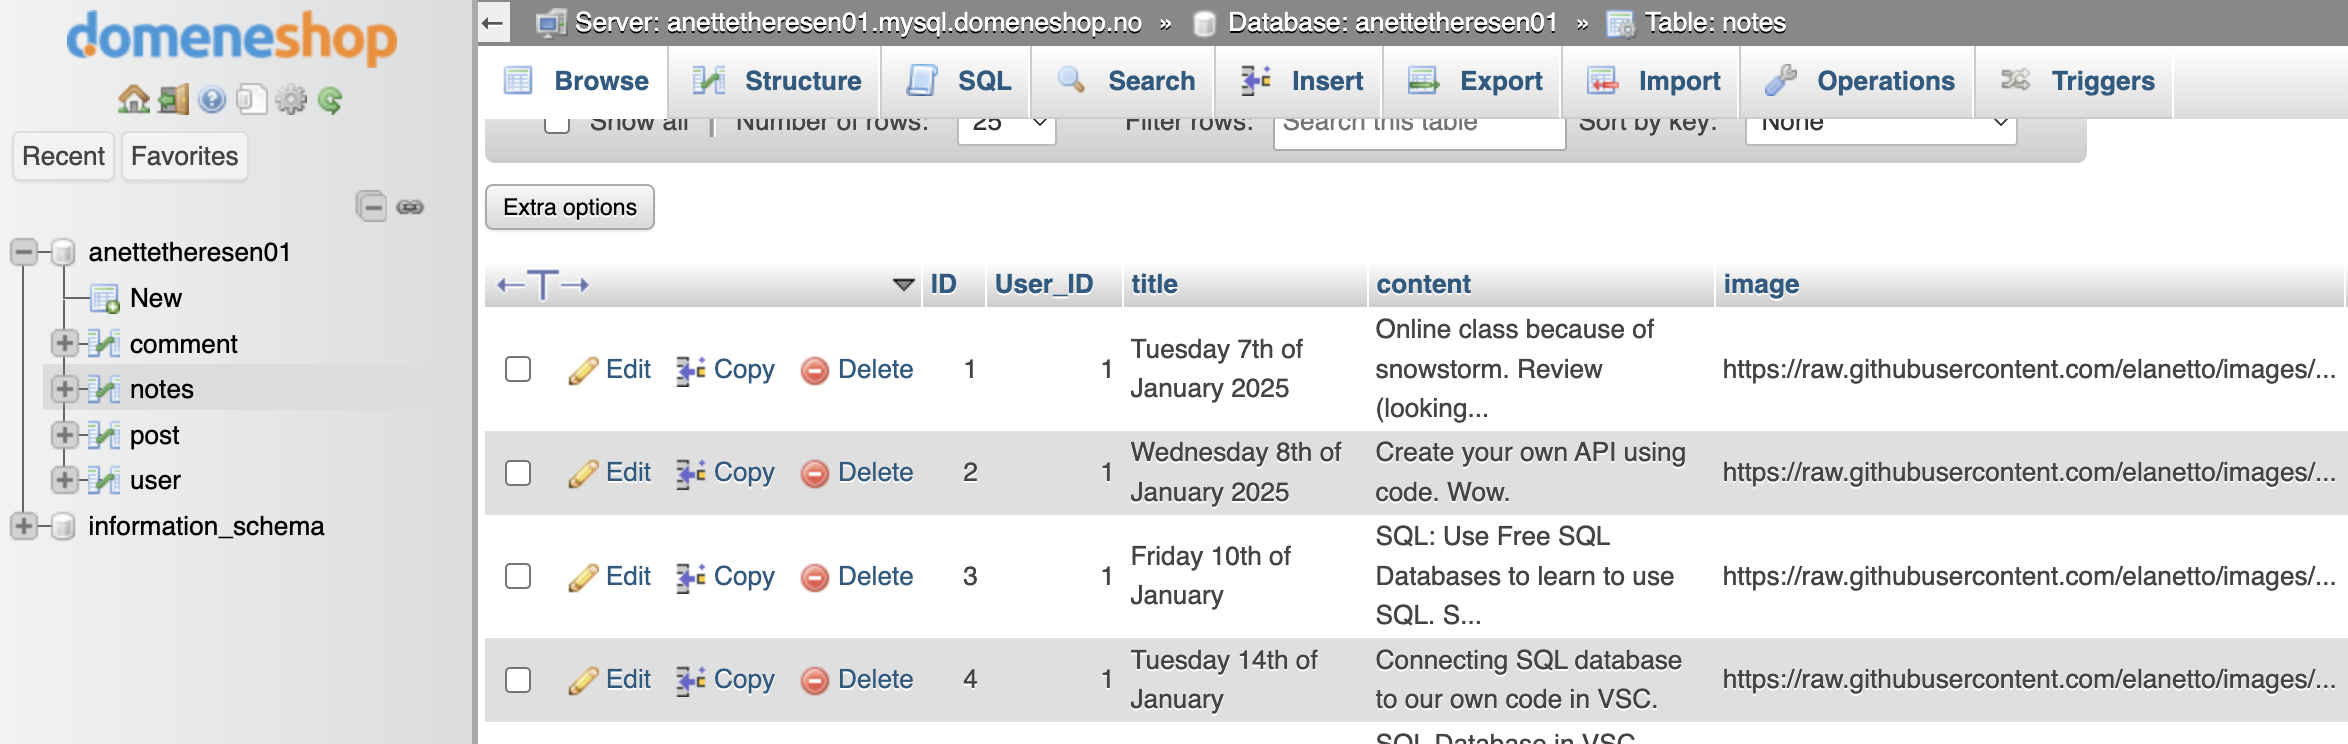 domeneshop
Recent Favorites
anettetheresen01
New
comment
notes
post
user
information_schema
Server: anettetheresen01.mysql.domeneshop.no » Database: anettetheresen01 » Table: notes
Browse Structure SQL Search Insert Export Import Operations Triggers
Show all | Number of rows: 25 Filter rows: Search this table Sort by key: None
Extra options
ID User_ID title content image
Edit Copy Delete 1 1
Tuesday 7th of
January 2025
Online class because of
snowstorm. Review
(looking...
https://raw.githubusercontent.com/elanetto/images/...
Edit Copy Delete 2 1
Wednesday 8th of
January 2025
Create your own API using
code. Wow.
https://raw.githubusercontent.com/elanetto/images/...
Edit Copy Delete 3 1
Friday 10th of
January
SQL: Use Free SQL
Databases to learn to use
SQL. S...
https://raw.githubusercontent.com/elanetto/images/...
Edit Copy Delete 4 1
Tuesday 14th of
January
Connecting SQL database
to our own code in VSC.
https://raw.githubusercontent.com/elanetto/images/...
SQL Database in VSC